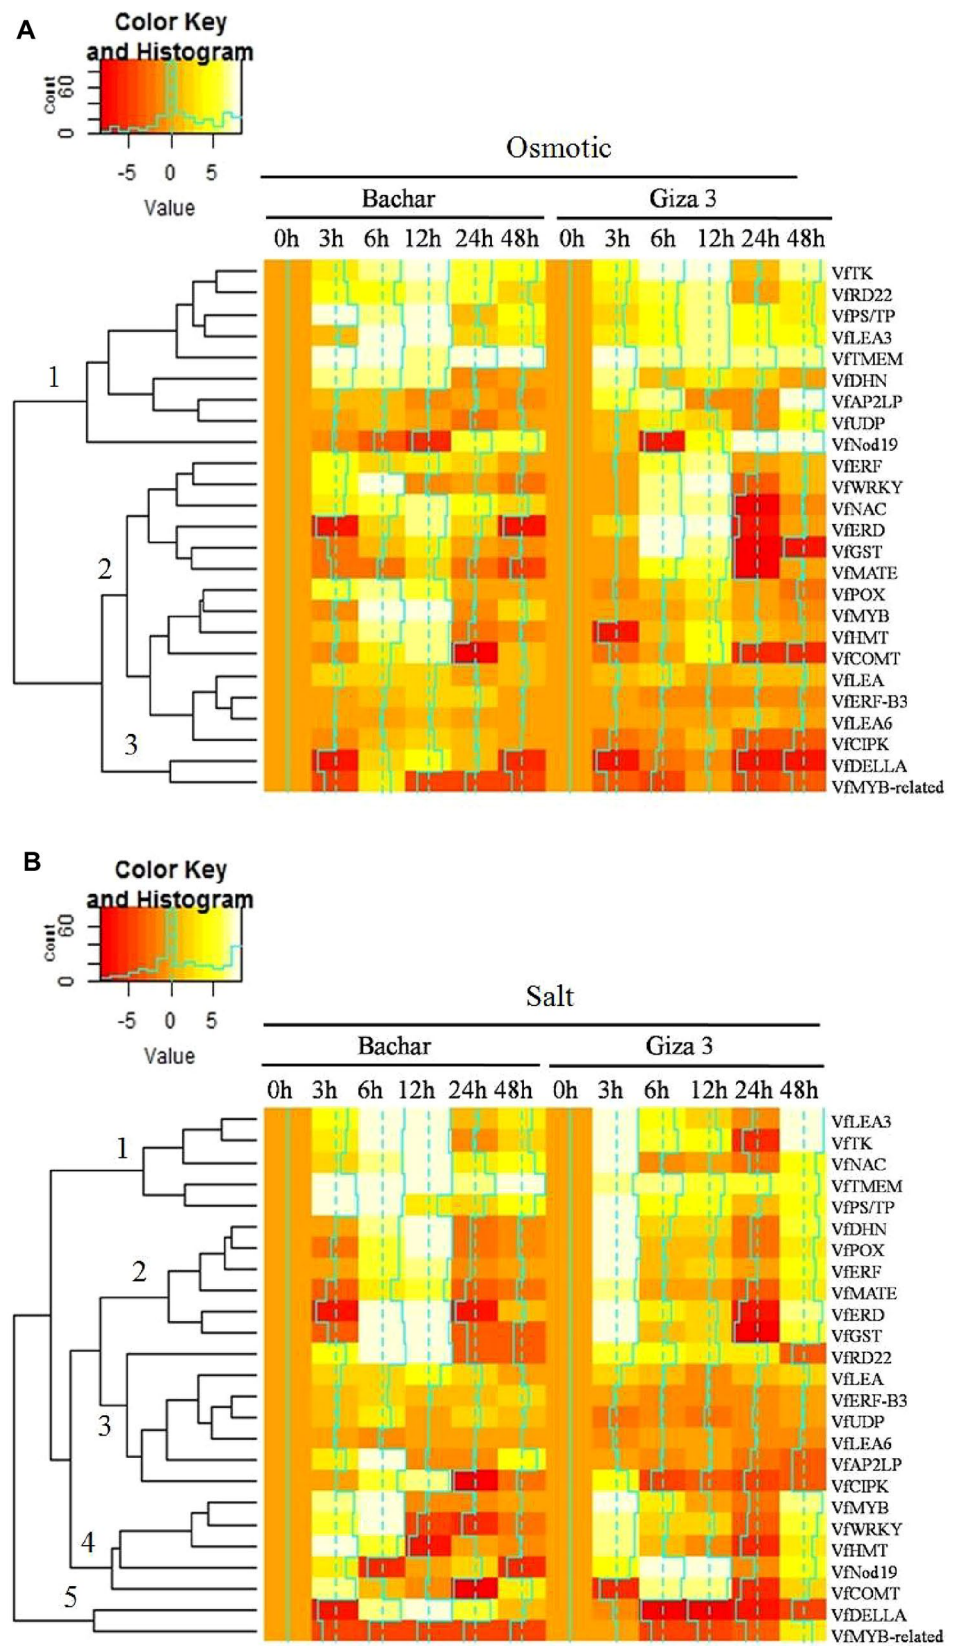 A
Color Key
and Histogram
Count
0 60
-5 0 5
Value
Osmotic
Bachar Giza 3
0h 3h 6h 12h 24h 48h 0h 3h 6h 12h 24h 48h
VfTK
VfRD22
VfPS/TP
VfLEA3
VfTMEM
1
VfDHN
VfAP2LP
VfUDP
VfNod19
VfERF
VfWRKY
VfNAC
VfERD
VfGST
2
VfMATE
VfPOX
VfMYB
VfHMT
VfCOMT
VfLEA
VfERF-B3
VfLEA6
3
VfCIPK
VfDELLA
VfMYB-related
B
Color Key
and Histogram
Count
0 60
-5 0 5
Value
Salt
Bachar Giza 3
0h 3h 6h 12h 24h 48h 0h 3h 6h 12h 24h 48h
VfLEA3
1
VfTK
VfNAC
VfTMEM
VfPS/TP
VfDHN
VfPOX
2
VfERF
VfMATE
VfERD
VfGST
VfRD22
VfLEA
VfERF-B3
3
VfUDP
VfLEA6
VfAP2LP
VfCIPK
VfMYB
VfWRKY
4
VfHMT
VfNod19
5
VfCOMT
VfDELLA
VfMYB-related